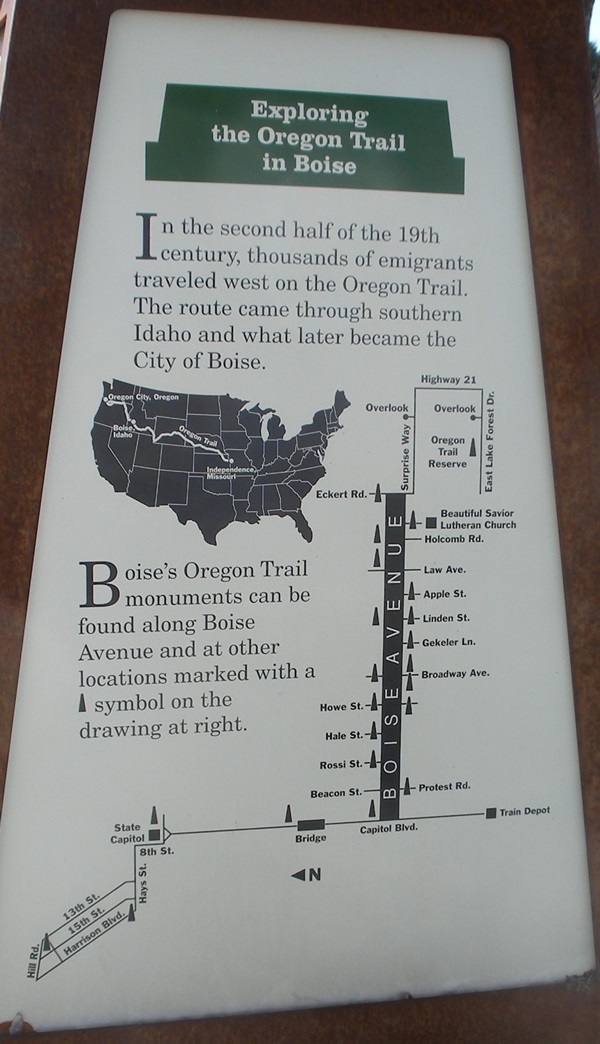 Exploring
the Oregon Trail
in Boise
In the second half of the 19th
century, thousands of emigrants
traveled west on the Oregon Trail.
The route came through southern
Idaho and what later became the
City of Boise.
Oregon City, Oregon
Boise,
Idaho
Oregon Trail
Independence,
Missouri
Boise's Oregon Trail
monuments can be
found along Boise
Avenue and at other
locations marked with a
symbol on the
drawing at right.
Highway 21
Overlook
Overlook
Surprise Way
East Lake Forest Dr.
Oregon
Trail
Reserve
Eckert Rd.
Beautiful Savior
Lutheran Church
Holcomb Rd.
Law Ave.
Apple St.
Linden St.
Gekeler Ln.
Broadway Ave.
BOISE AVENUE
Howe St.
Hale St.
Rossi St.
Beacon St.
Protest Rd.
Train Depot
Capitol Blvd.
Bridge
State
Capitol
8th St.
Hays St.
13th St.
15th St.
Harrison Blvd.
Hill Rd.
N